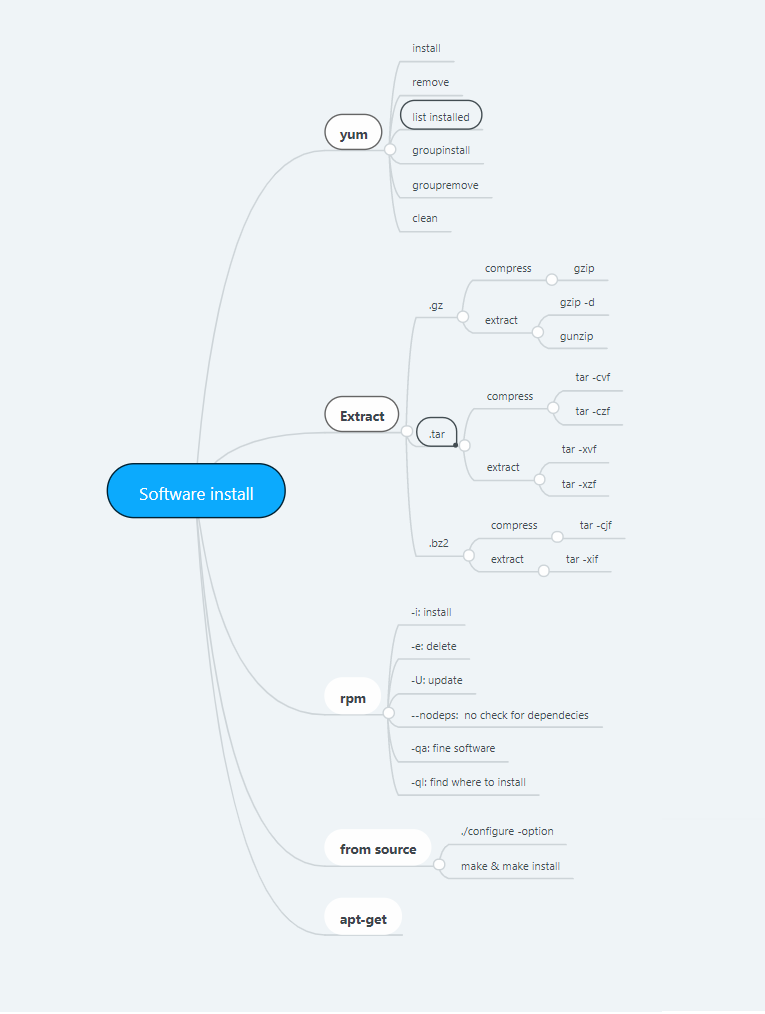 install
remove
yum
list installed
groupinstall
groupremove
clean
compress
gzip
.gz
gzip -d
extract
gunzip
tar -cvf
compress
tar -czf
Extract
.tar
tar -xvf
extract
tar -xzf
Software install
compress
tar -cjf
.bz2
extract
tar -xif
-i: install
-e: delete
-U: update
rpm
--nodeps:  no check for dependecies
-qa: fine software
-ql: find where to install
./configure -option
from source
make & make install
apt-get